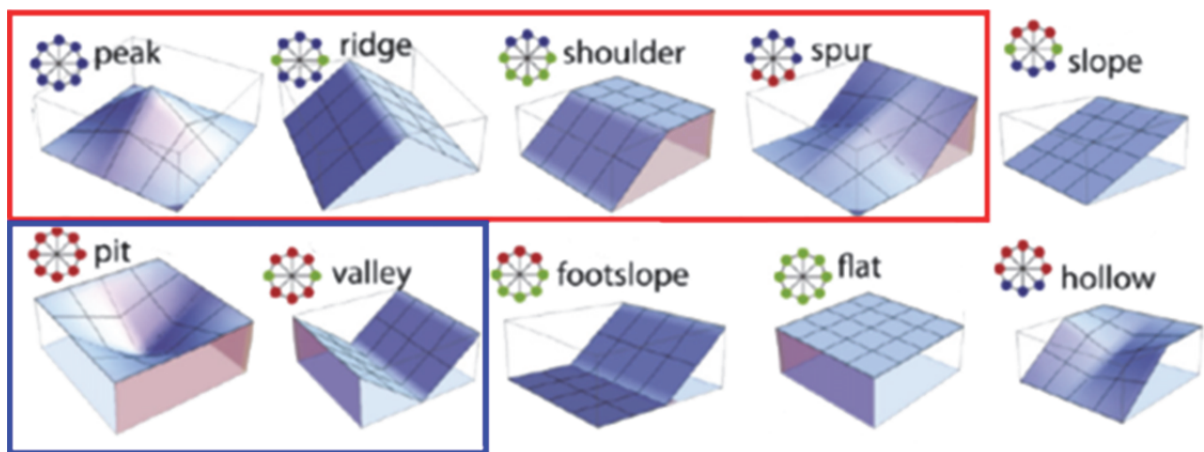 peak
ridge
shoulder
spur
slope
pit
valley
footslope
flat
hollow